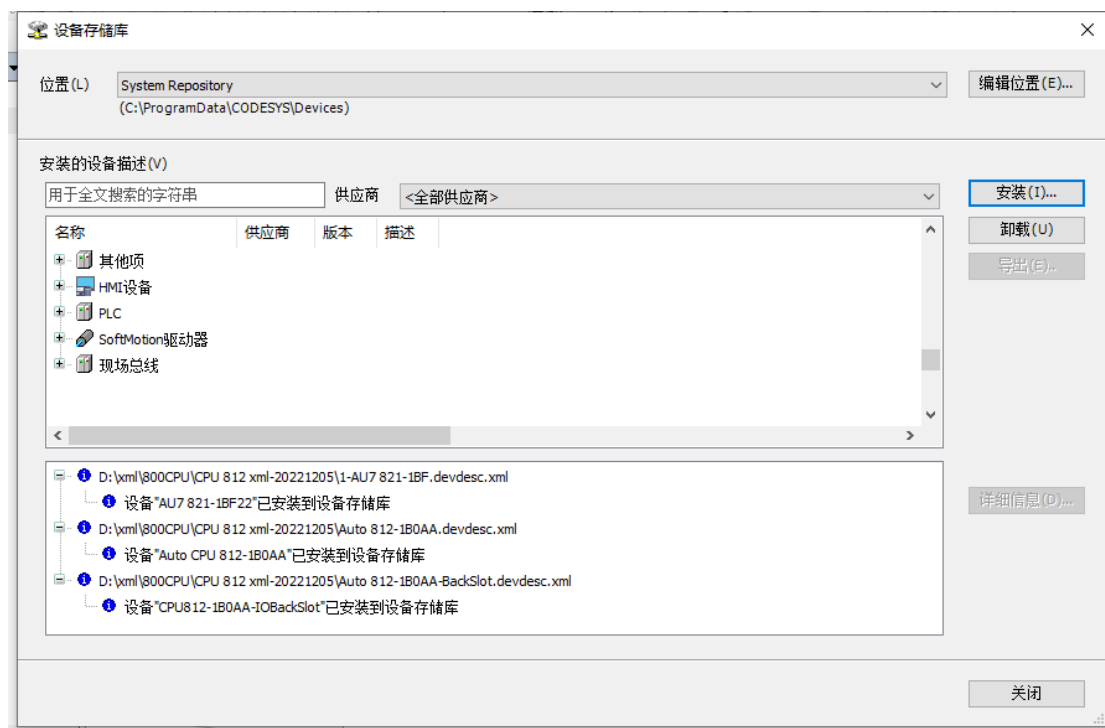 设备存储库
位置(L) System Repository 编辑位置(E)...
(C:\ProgramData\CODESYS\Devices)
安装的设备描述(V)
用于全文搜索的字符串 供应商 <全部供应商> 安装(I)...
名称 供应商 版本 描述 卸载(U)
其他项 导出(E)..
HMI设备
PLC
SoftMotion驱动器
现场总线
D:\xml\800CPU\CPU 812 xml-20221205\1-AU7 821-1BF.devdesc.xml
设备"AU7 821-1BF22"已安装到设备存储库 详细信息(D)...
D:\xml\800CPU\CPU 812 xml-20221205\Auto 812-1B0AA.devdesc.xml
设备"Auto CPU 812-1B0AA"已安装到设备存储库
D:\xml\800CPU\CPU 812 xml-20221205\Auto 812-1B0AA-BackSlot.devdesc.xml
设备"CPU812-1B0AA-IOBackSlot"已安装到设备存储库
关闭